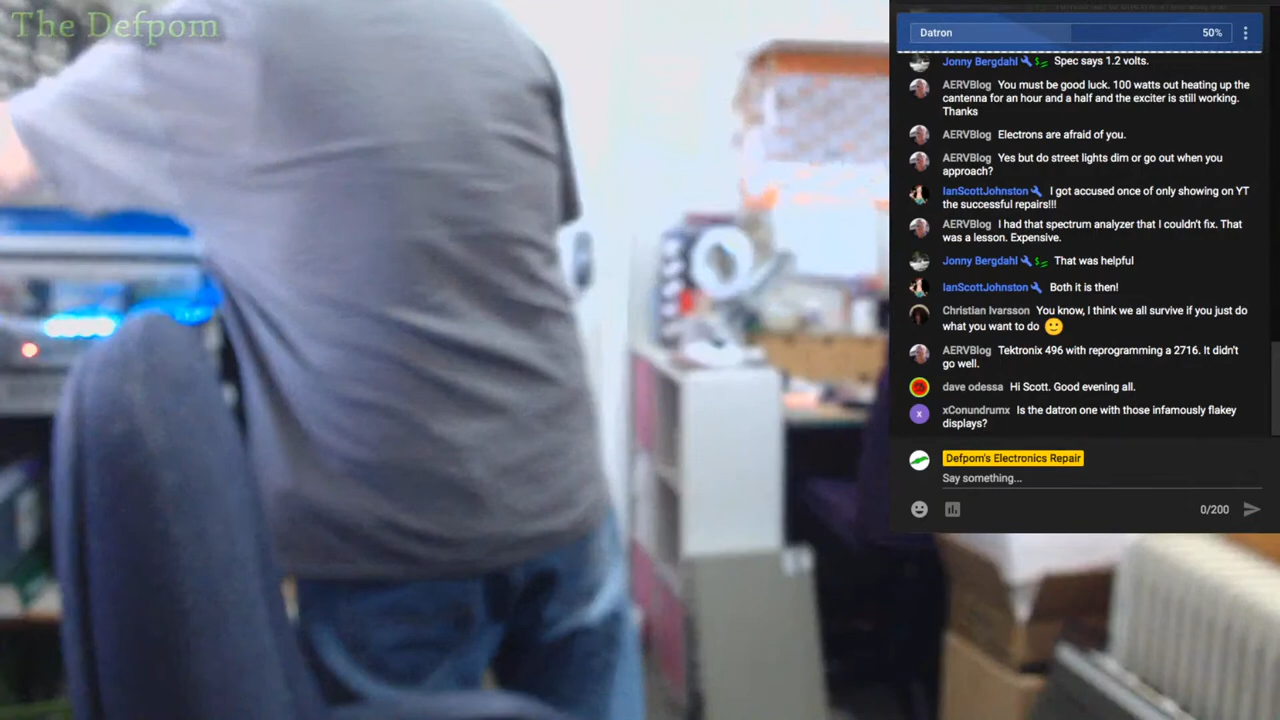 The Defpom
Datron 50%
Jonny Bergdahl Spec says 1.2 volts.
AERVBlog You must be good luck. 100 watts out heating up the
cantenna for an hour and a half and the exciter is still working.
Thanks
AERVBlog Electrons are afraid of you.
AERVBlog Yes but do street lights dim or go out when you
approach?
IanScottJohnston I got accused once of only showing on YT
the successful repairs!!!
AERVBlog I had that spectrum analyzer that I couldn't fix. That
was a lesson. Expensive.
Jonny Bergdahl That was helpful
IanScottJohnston Both it is then!
Christian Ivarsson You know, I think we all survive if you just do
what you want to do
AERVBlog Tektronix 496 with reprogramming a 2716. It didn't
go well.
dave odessa Hi Scott. Good evening all.
x xConundrumx Is the datron one with those infamously flakey
displays?
Defpom's Electronics Repair
Say something...
0/200